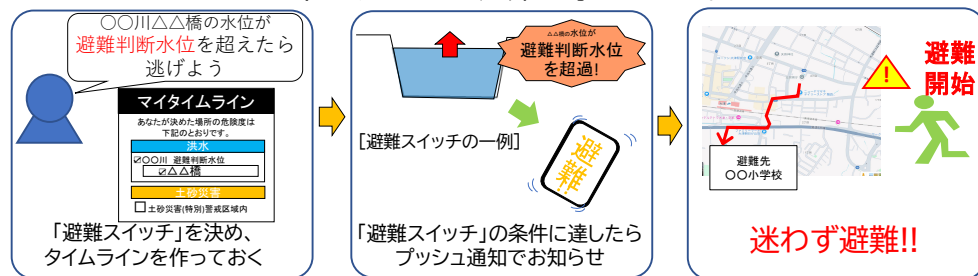 〇〇川△△橋の水位が
避難判断水位を超えたら
逃げよう
マイタイムライン
あなたが決めた場所の危険度は
下記のとおりです。
洪水
☑〇〇川 避難判断水位
☑△△橋
土砂災害
□土砂災害(特別)警戒区域内
「避難スイッチ」を決め、
タイムラインを作っておく
△△橋の水位が
避難判断水位
を超過!
[避難スイッチの一例]
避難!
「避難スイッチ」の条件に達したら
プッシュ通知でお知らせ
!
避難
開始
避難先
〇〇小学校
迷わず避難!!